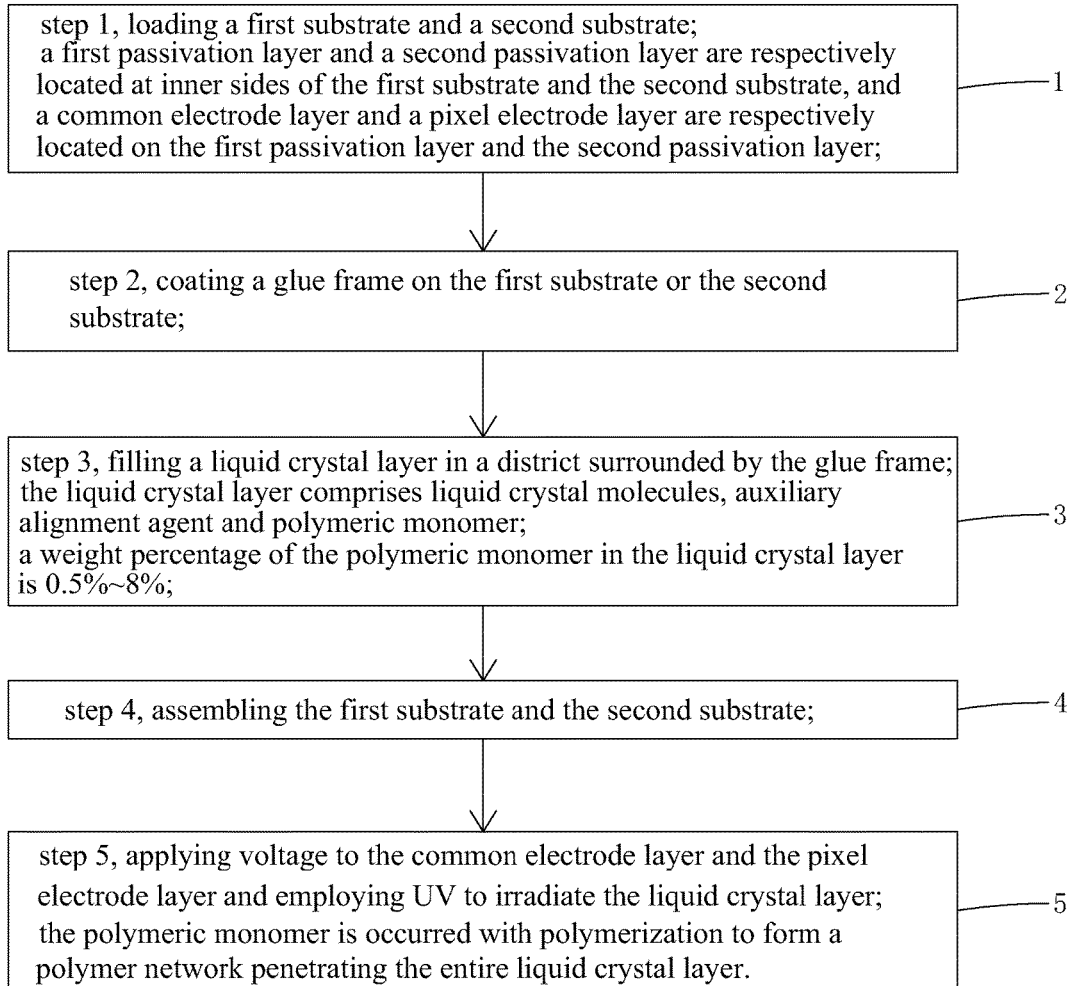 step 1, loading a first substrate and a second substrate;
a first passivation layer and a second passivation layer are respectively
located at inner sides of the first substrate and the second substrate, and
a common electrode layer and a pixel electrode layer are respectively
located on the first passivation layer and the second passivation layer;
1
step 2, coating a glue frame on the first substrate or the second
substrate;
2
step 3, filling a liquid crystal layer in a district surrounded by the glue frame;
the liquid crystal layer comprises liquid crystal molecules, auxiliary
alignment agent and polymeric monomer;
a weight percentage of the polymeric monomer in the liquid crystal layer
is 0.5%~8%;
3
step 4, assembling the first substrate and the second substrate;
4
step 5, applying voltage to the common electrode layer and the pixel
electrode layer and employing UV to irradiate the liquid crystal layer;
the polymeric monomer is occurred with polymerization to form a
polymer network penetrating the entire liquid crystal layer.
5